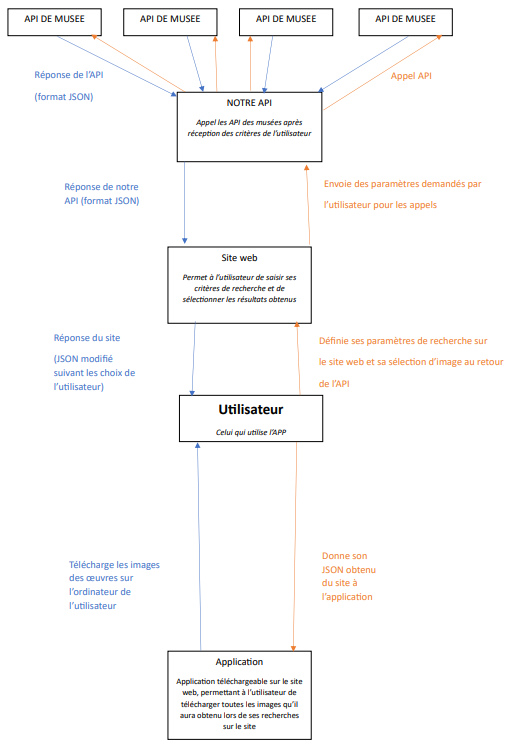 API DE MUSEE
API DE MUSEE
API DE MUSEE
API DE MUSEE
Réponse de l'API
(format JSON)
Appel API
NOTRE API
Appel les API des musées après
réception des critères de l'utilisateur
Réponse de notre
API (format JSON)
Envoie des paramètres demandés par
l'utilisateur pour les appels
Site web
Permet à l'utilisateur de saisir ses
critères de recherche et de
sélectionner les résultats obtenus
Réponse du site
(JSON modifié
suivant les choix de
l'utilisateur)
Définie ses paramètres de recherche sur
le site web et sa sélection d'image au retour
de l'API
Utilisateur
Celui qui utilise l'APP
Télécharge les images
des œuvres sur
l'ordinateur de
l'utilisateur
Donne son
JSON obtenu
du site à
l'application
Application
Application téléchargeable sur le site
web, permettant à l'utilisateur de
télécharger toutes les images qu'il
aura obtenu lors de ses recherches
sur le site